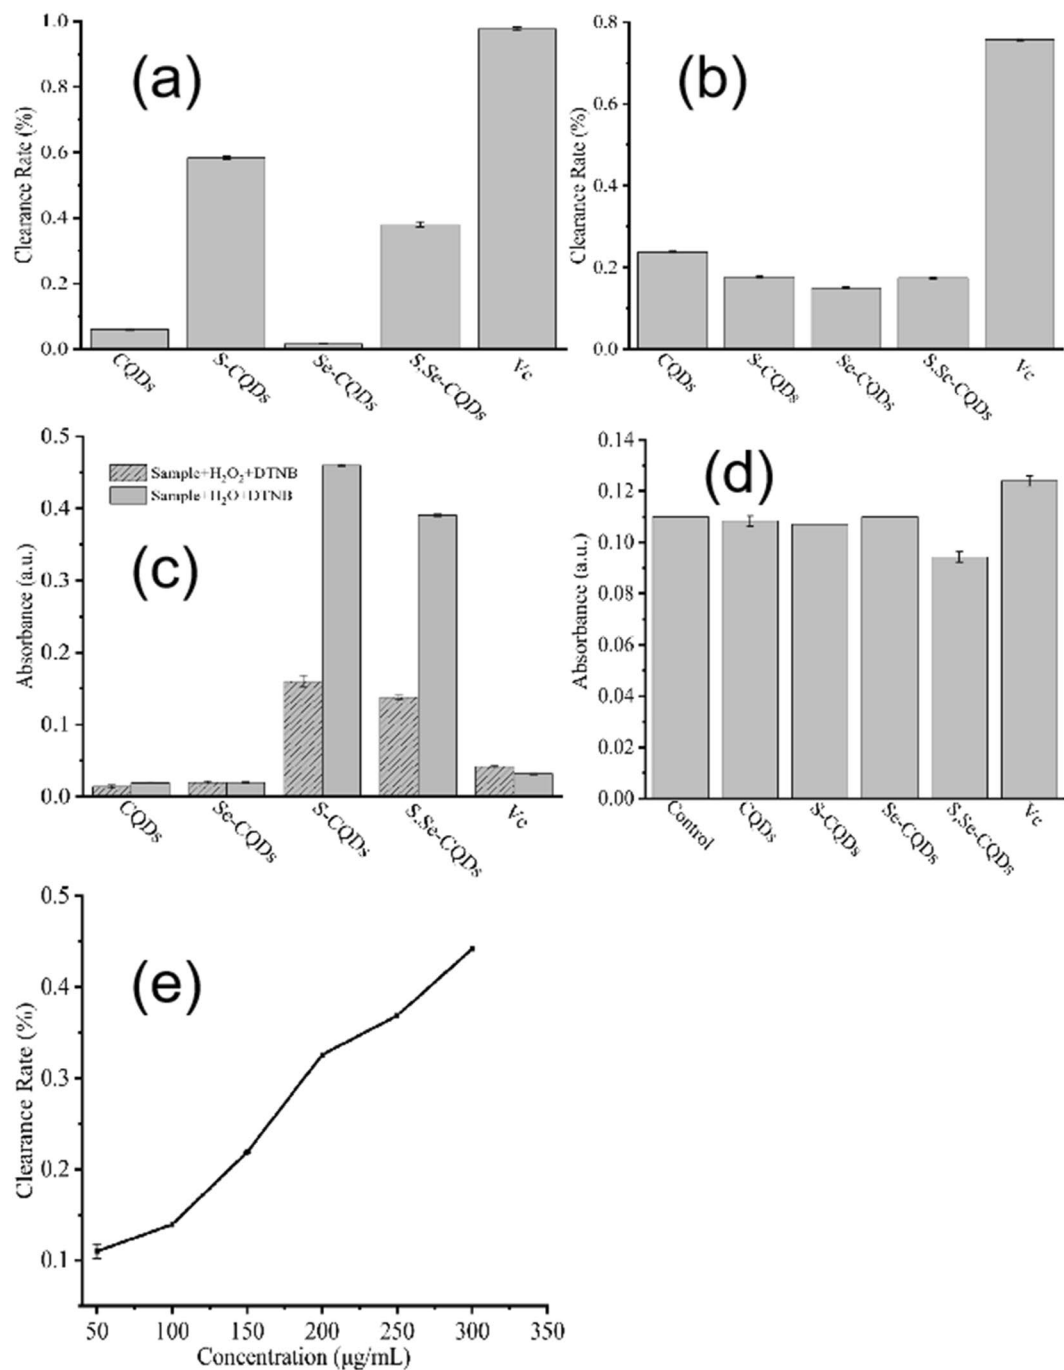 (a)
Clearance Rate (%)
1.0
0.8
0.6
0.4
0.2
0.0
CQDs
S-CQDs
Se-CQDs
S,Se-CQDs
Vc
(b)
Clearance Rate (%)
0.8
0.6
0.4
0.2
0.0
CQDs
S-CQDs
Se-CQDs
S,Se-CQDs
Vc
(c)
Absorbance (a.u.)
0.5
0.4
0.3
0.2
0.1
0.0
Sample+H₂O₂+DTNB
Sample+H₂O+DTNB
CQDs
Se-CQDs
S-CQDs
S,Se-CQDs
Vc
(d)
Absorbance (a.u.)
0.14
0.12
0.10
0.08
0.06
0.04
0.02
0.00
Control
CQDs
S-CQDs
Se-CQDs
S,Se-CQDs
Vc
(e)
Clearance Rate (%)
0.5
0.4
0.3
0.2
0.1
50 100 150 200 250 300 350
Concentration (μg/mL)